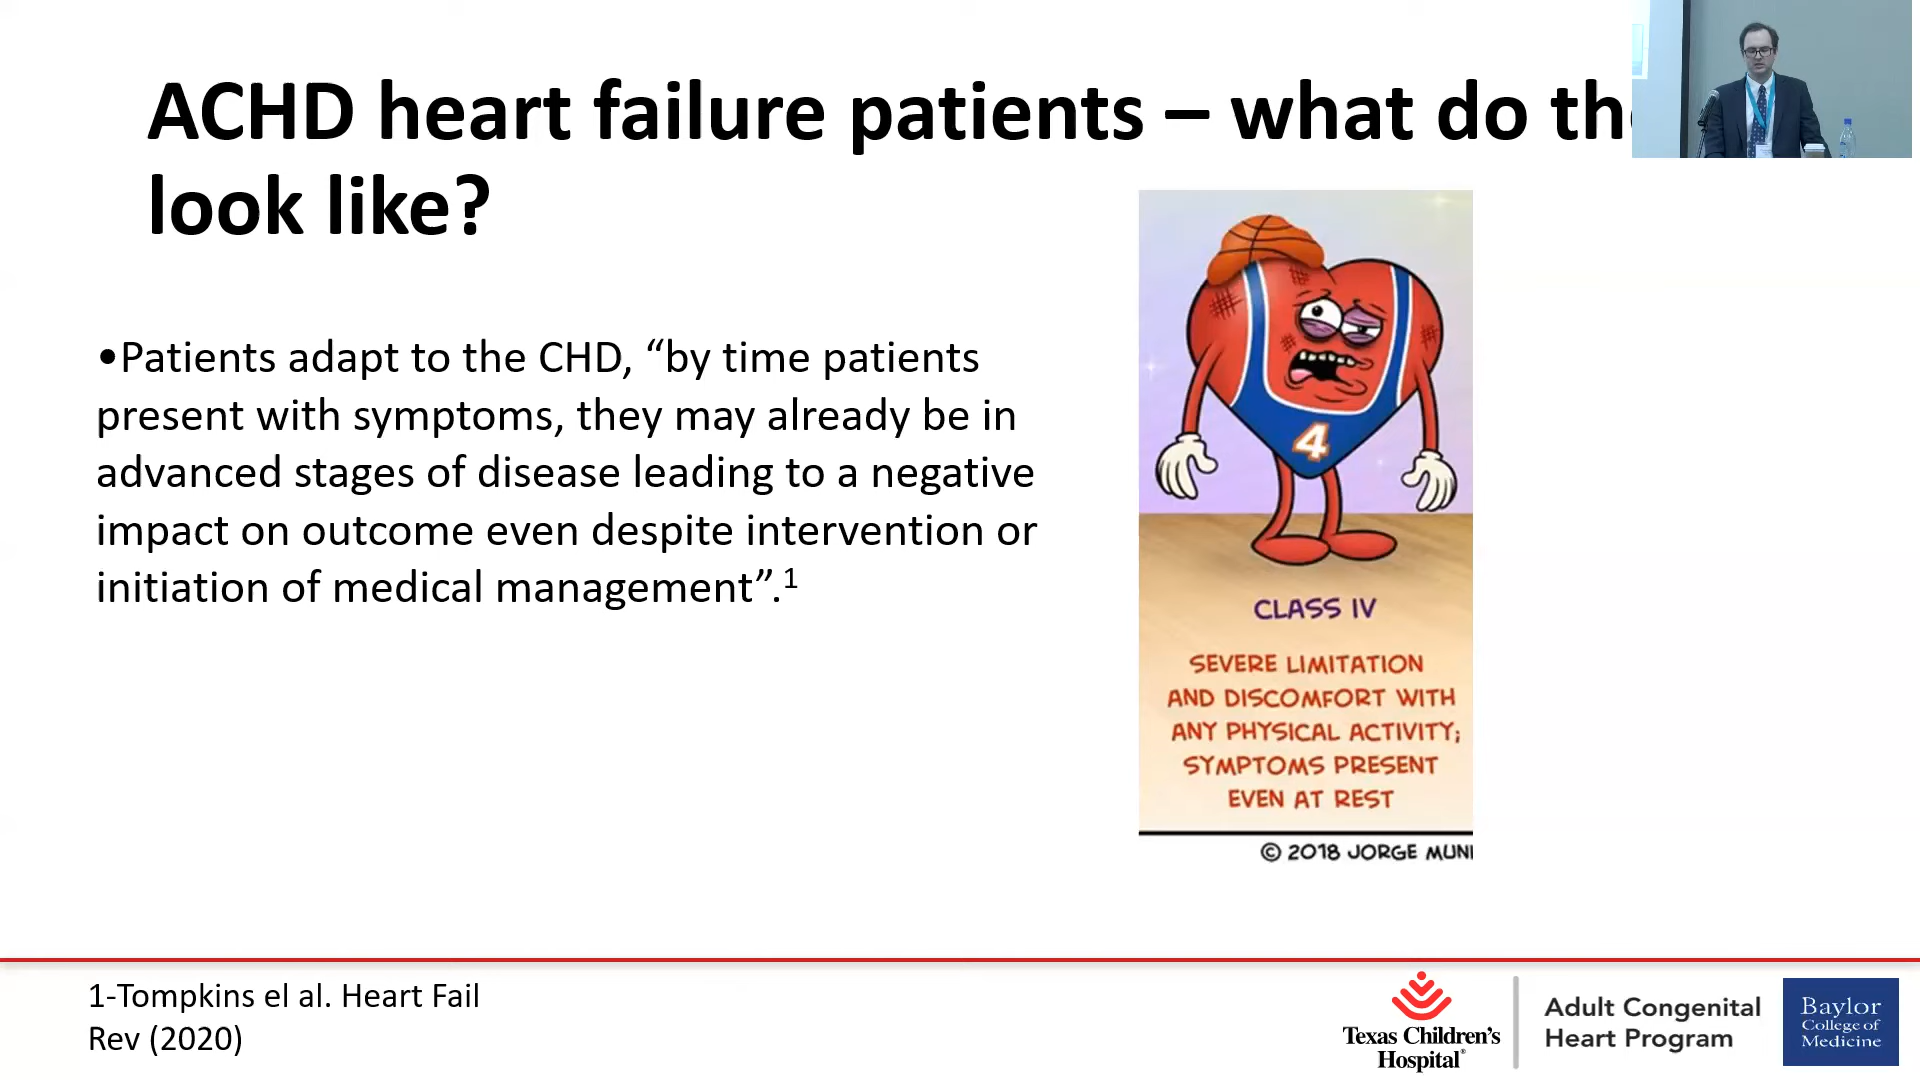 ACHD heart failure patients – what do the
look like?
•Patients adapt to the CHD, “by time patients
present with symptoms, they may already be in
advanced stages of disease leading to a negative
impact on outcome even despite intervention or
initiation of medical management”.1
4
CLASS IV
SEVERE LIMITATION
AND DISCOMFORT WITH
ANY PHYSICAL ACTIVITY;
SYMPTOMS PRESENT
EVEN AT REST
© 2018 JORGE MUNI
1-Tompkins el al. Heart Fail
Rev (2020)
Texas Children's
Hospital®
Adult Congenital
Heart Program
Baylor
College of
Medicine